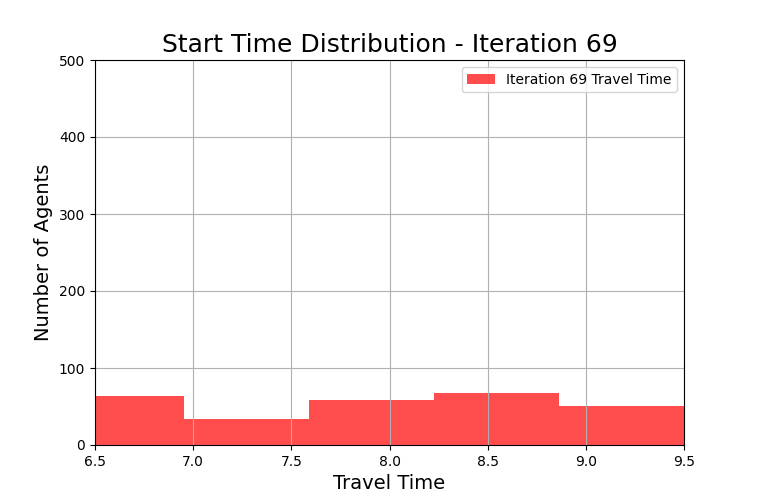 Start Time Distribution - Iteration 69
Iteration 69 Travel Time
Number of Agents
500
400
300
200
100
0
6.5 7.0 7.5 8.0 8.5 9.0 9.5
Travel Time